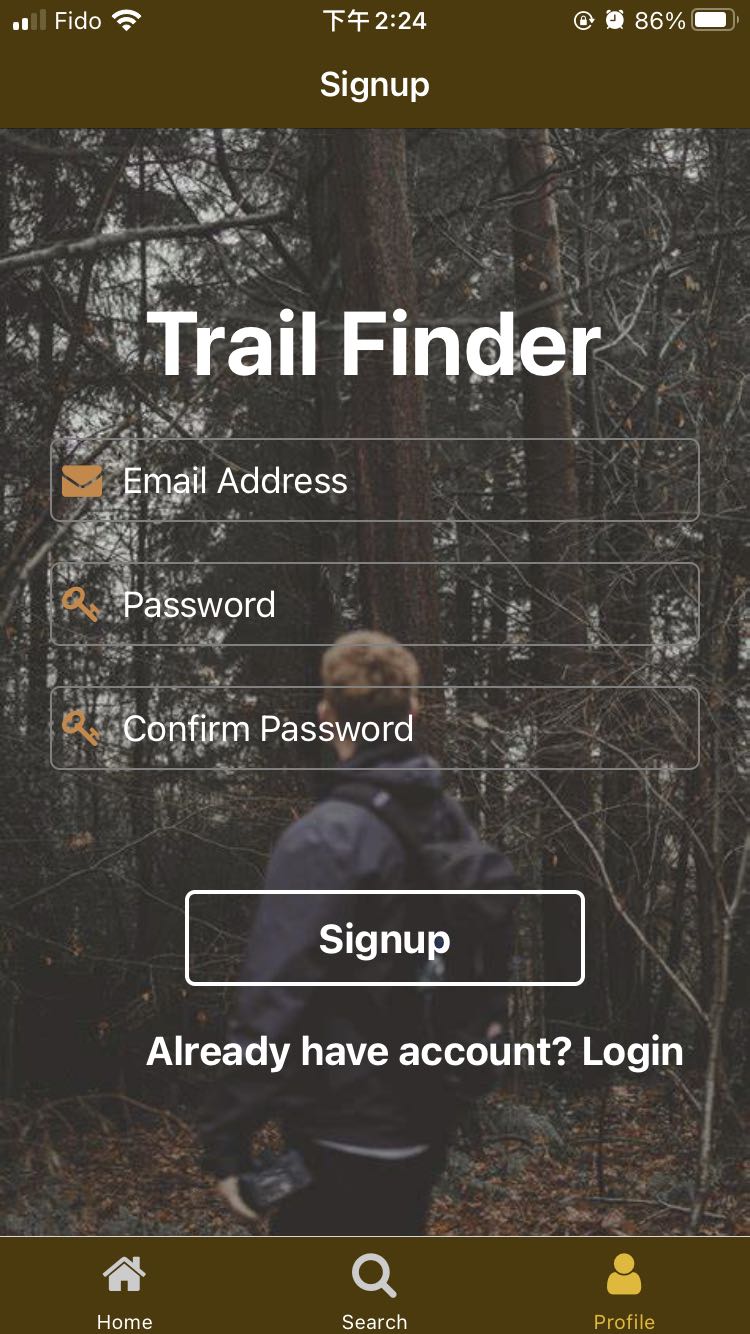 Fido 下午2:24 86%
Signup
Trail Finder
Email Address
Password
Confirm Password
Signup
Already have account? Login
Home Search Profile